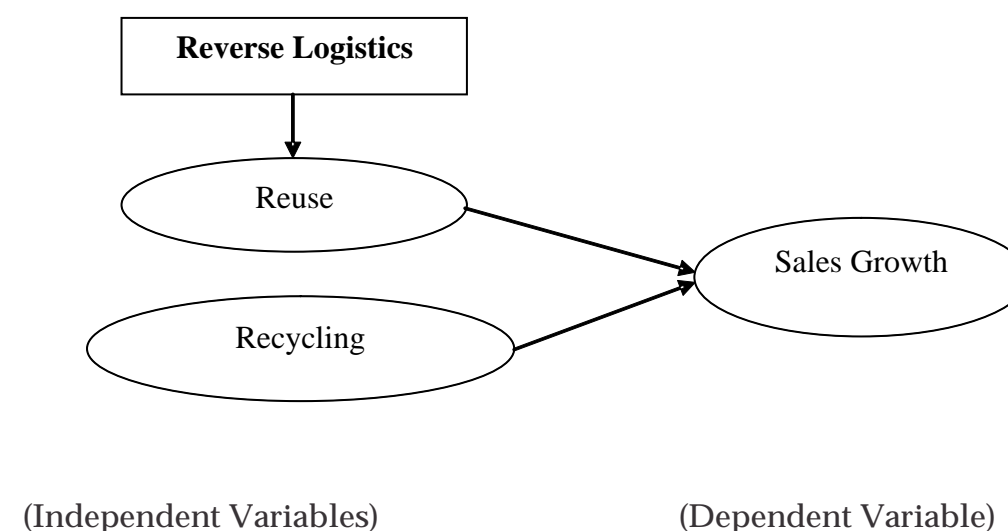 Reverse Logistics
Reuse
Sales Growth
Recycling
(Independent Variables) (Dependent Variable)